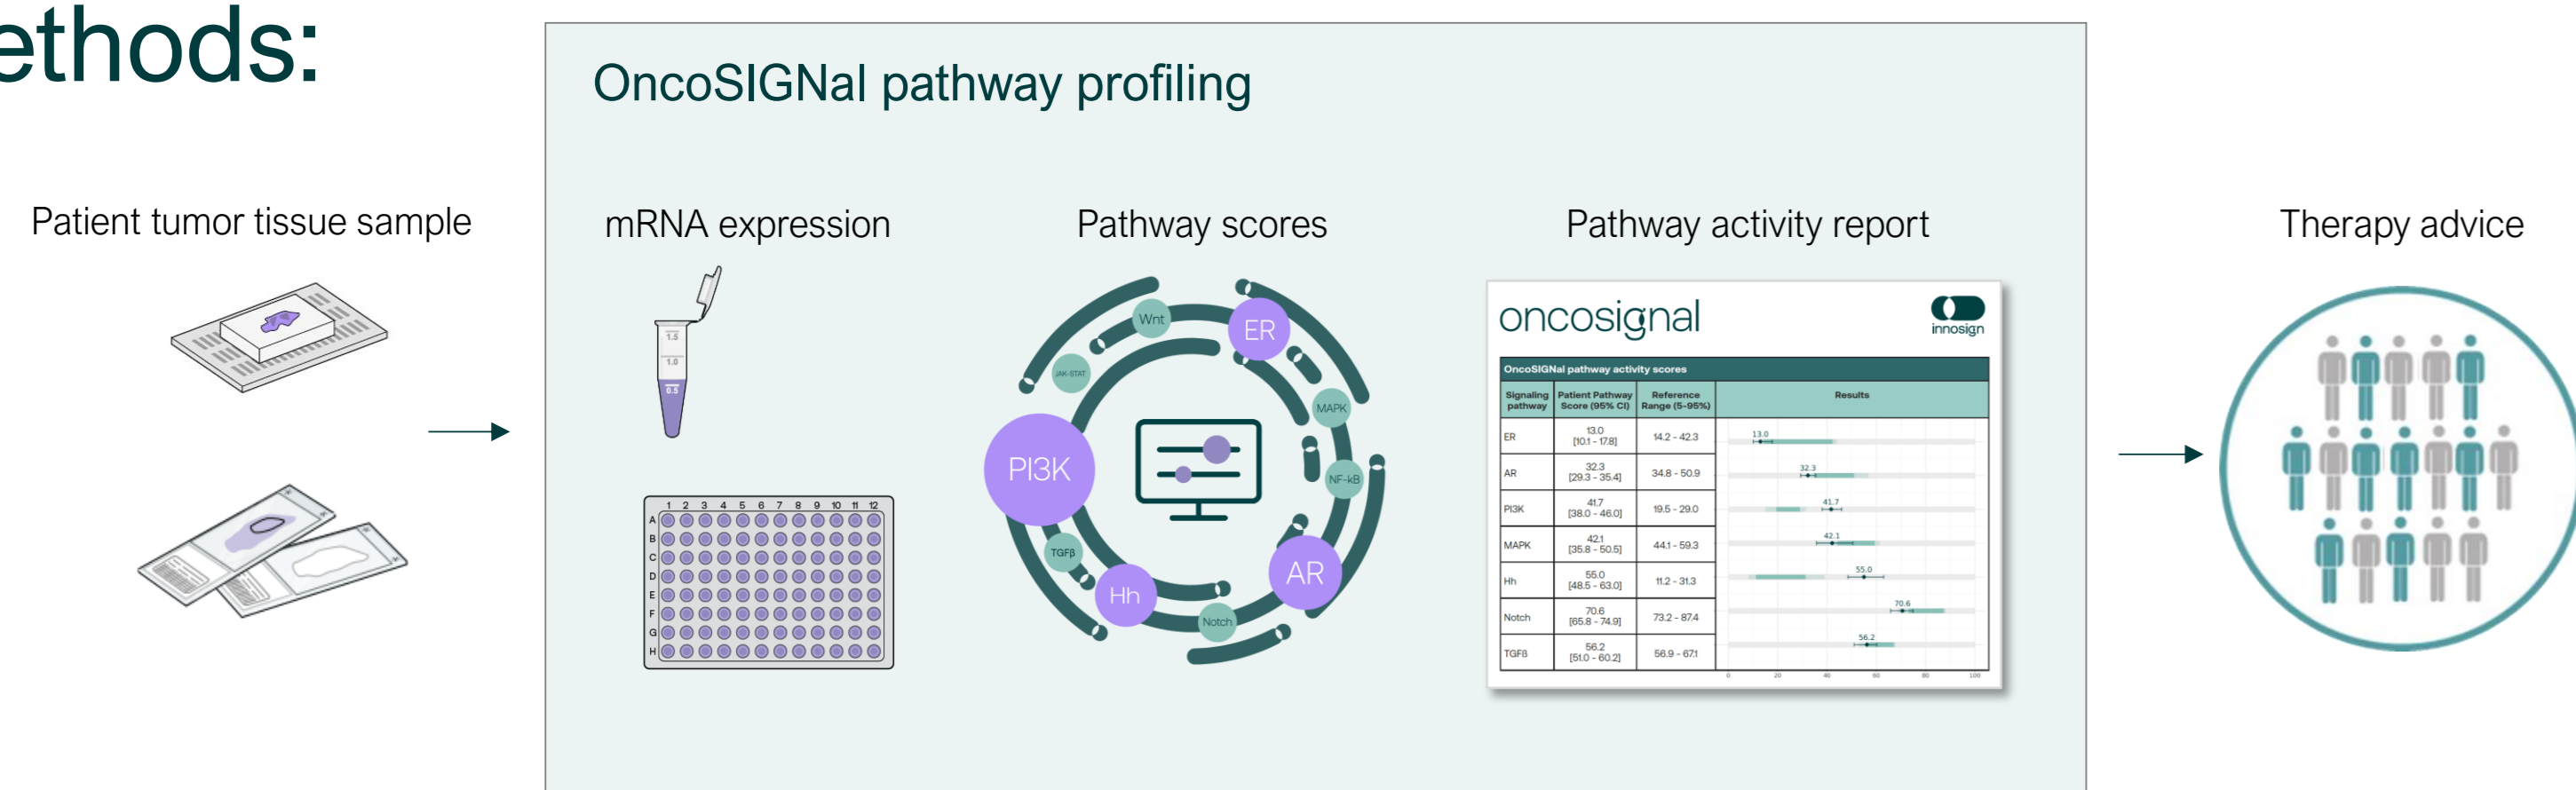 ethods:
OncoSIGNal pathway profiling
Patient tumor tissue sample
mRNA expression
Pathway scores
Pathway activity report
Therapy advice
1.5
1.0
0.5
1 2 3 4 5 6 7 8 9 10 11 12
A
B
C
D
E
F
G
H
Wnt
ER
JAK-STAT
MAPK
PI3K
NF-kB
TGFβ
Hh
AR
Notch
oncosignal
innosign
OncoSIGNal pathway activity scores
Signaling pathway
Patient Pathway Score (95% CI)
Reference Range (5-95%)
Results
ER 13.0 [10.1 - 17.8] 14.2 - 42.3 13.0
AR 32.3 [29.3 - 35.4] 34.8 - 50.9 32.3
PI3K 41.7 [38.0 - 46.0] 19.5 - 29.0 41.7
MAPK 42.1 [35.8 - 50.5] 44.1 - 59.3 42.1
Hh 55.0 [48.5 - 63.0] 11.2 - 31.3 55.0
Notch 70.6 [65.8 - 74.9] 73.2 - 87.4 70.6
TGFβ 56.2 [51.0 - 60.2] 56.9 - 67.1 56.2
0 20 40 60 80 100